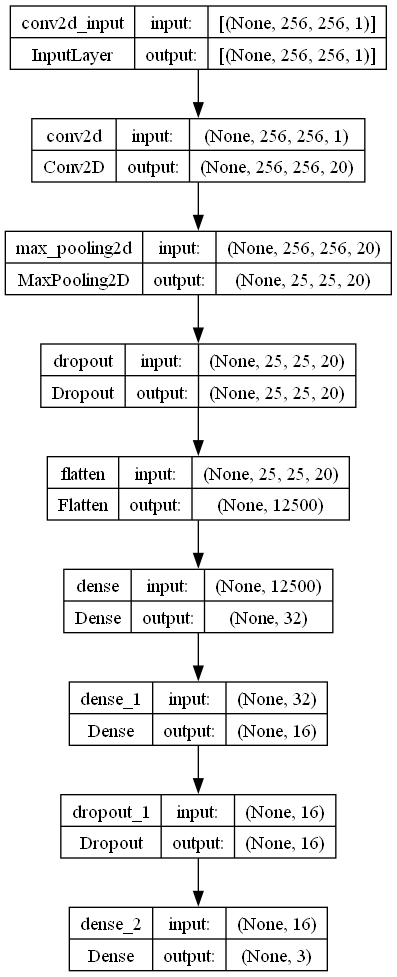 conv2d_input input: [(None, 256, 256, 1)]
InputLayer output: [(None, 256, 256, 1)]
conv2d input: (None, 256, 256, 1)
Conv2D output: (None, 256, 256, 20)
max_pooling2d input: (None, 256, 256, 20)
MaxPooling2D output: (None, 25, 25, 20)
dropout input: (None, 25, 25, 20)
Dropout output: (None, 25, 25, 20)
flatten input: (None, 25, 25, 20)
Flatten output: (None, 12500)
dense input: (None, 12500)
Dense output: (None, 32)
dense_1 input: (None, 32)
Dense output: (None, 16)
dropout_1 input: (None, 16)
Dropout output: (None, 16)
dense_2 input: (None, 16)
Dense output: (None, 3)